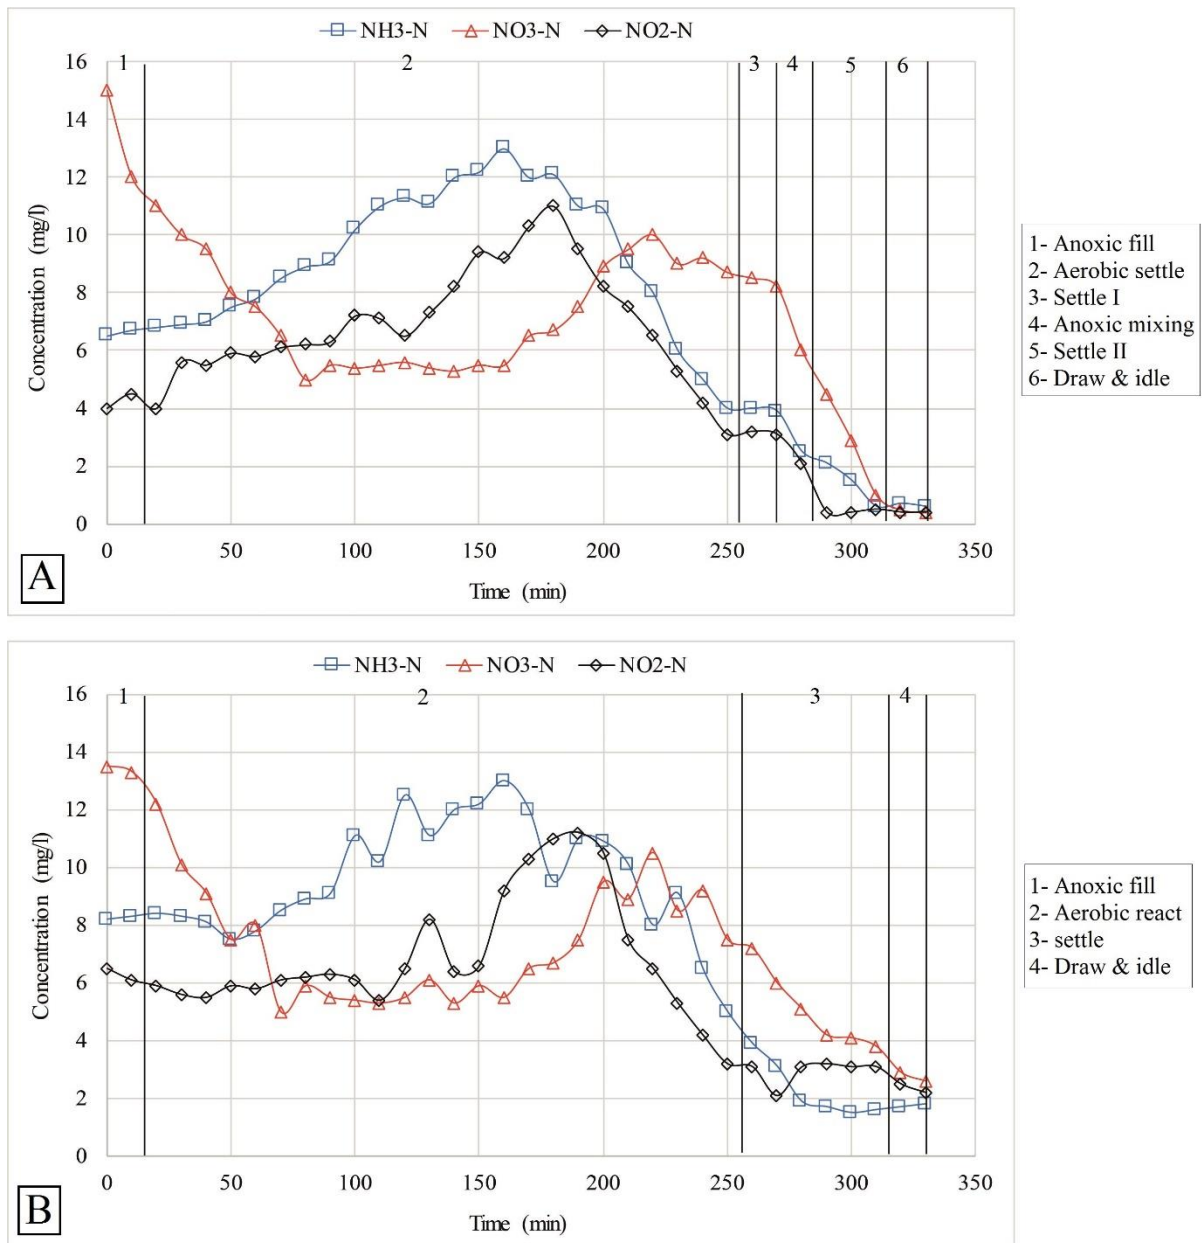 NH3-N NO3-N NO2-N
1 2 3 4 5 6
16
14
12
10
8
6
4
2
0
Concentration (mg/l)
0 50 100 150 200 250 300 350
Time (min)
A
1- Anoxic fill
2- Aerobic settle
3- Settle I
4- Anoxic mixing
5- Settle II
6- Draw & idle
NH3-N NO3-N NO2-N
1 2 3 4
16
14
12
10
8
6
4
2
0
Concentration (mg/l)
0 50 100 150 200 250 300 350
Time (min)
B
1- Anoxic fill
2- Aerobic react
3- settle
4- Draw & idle